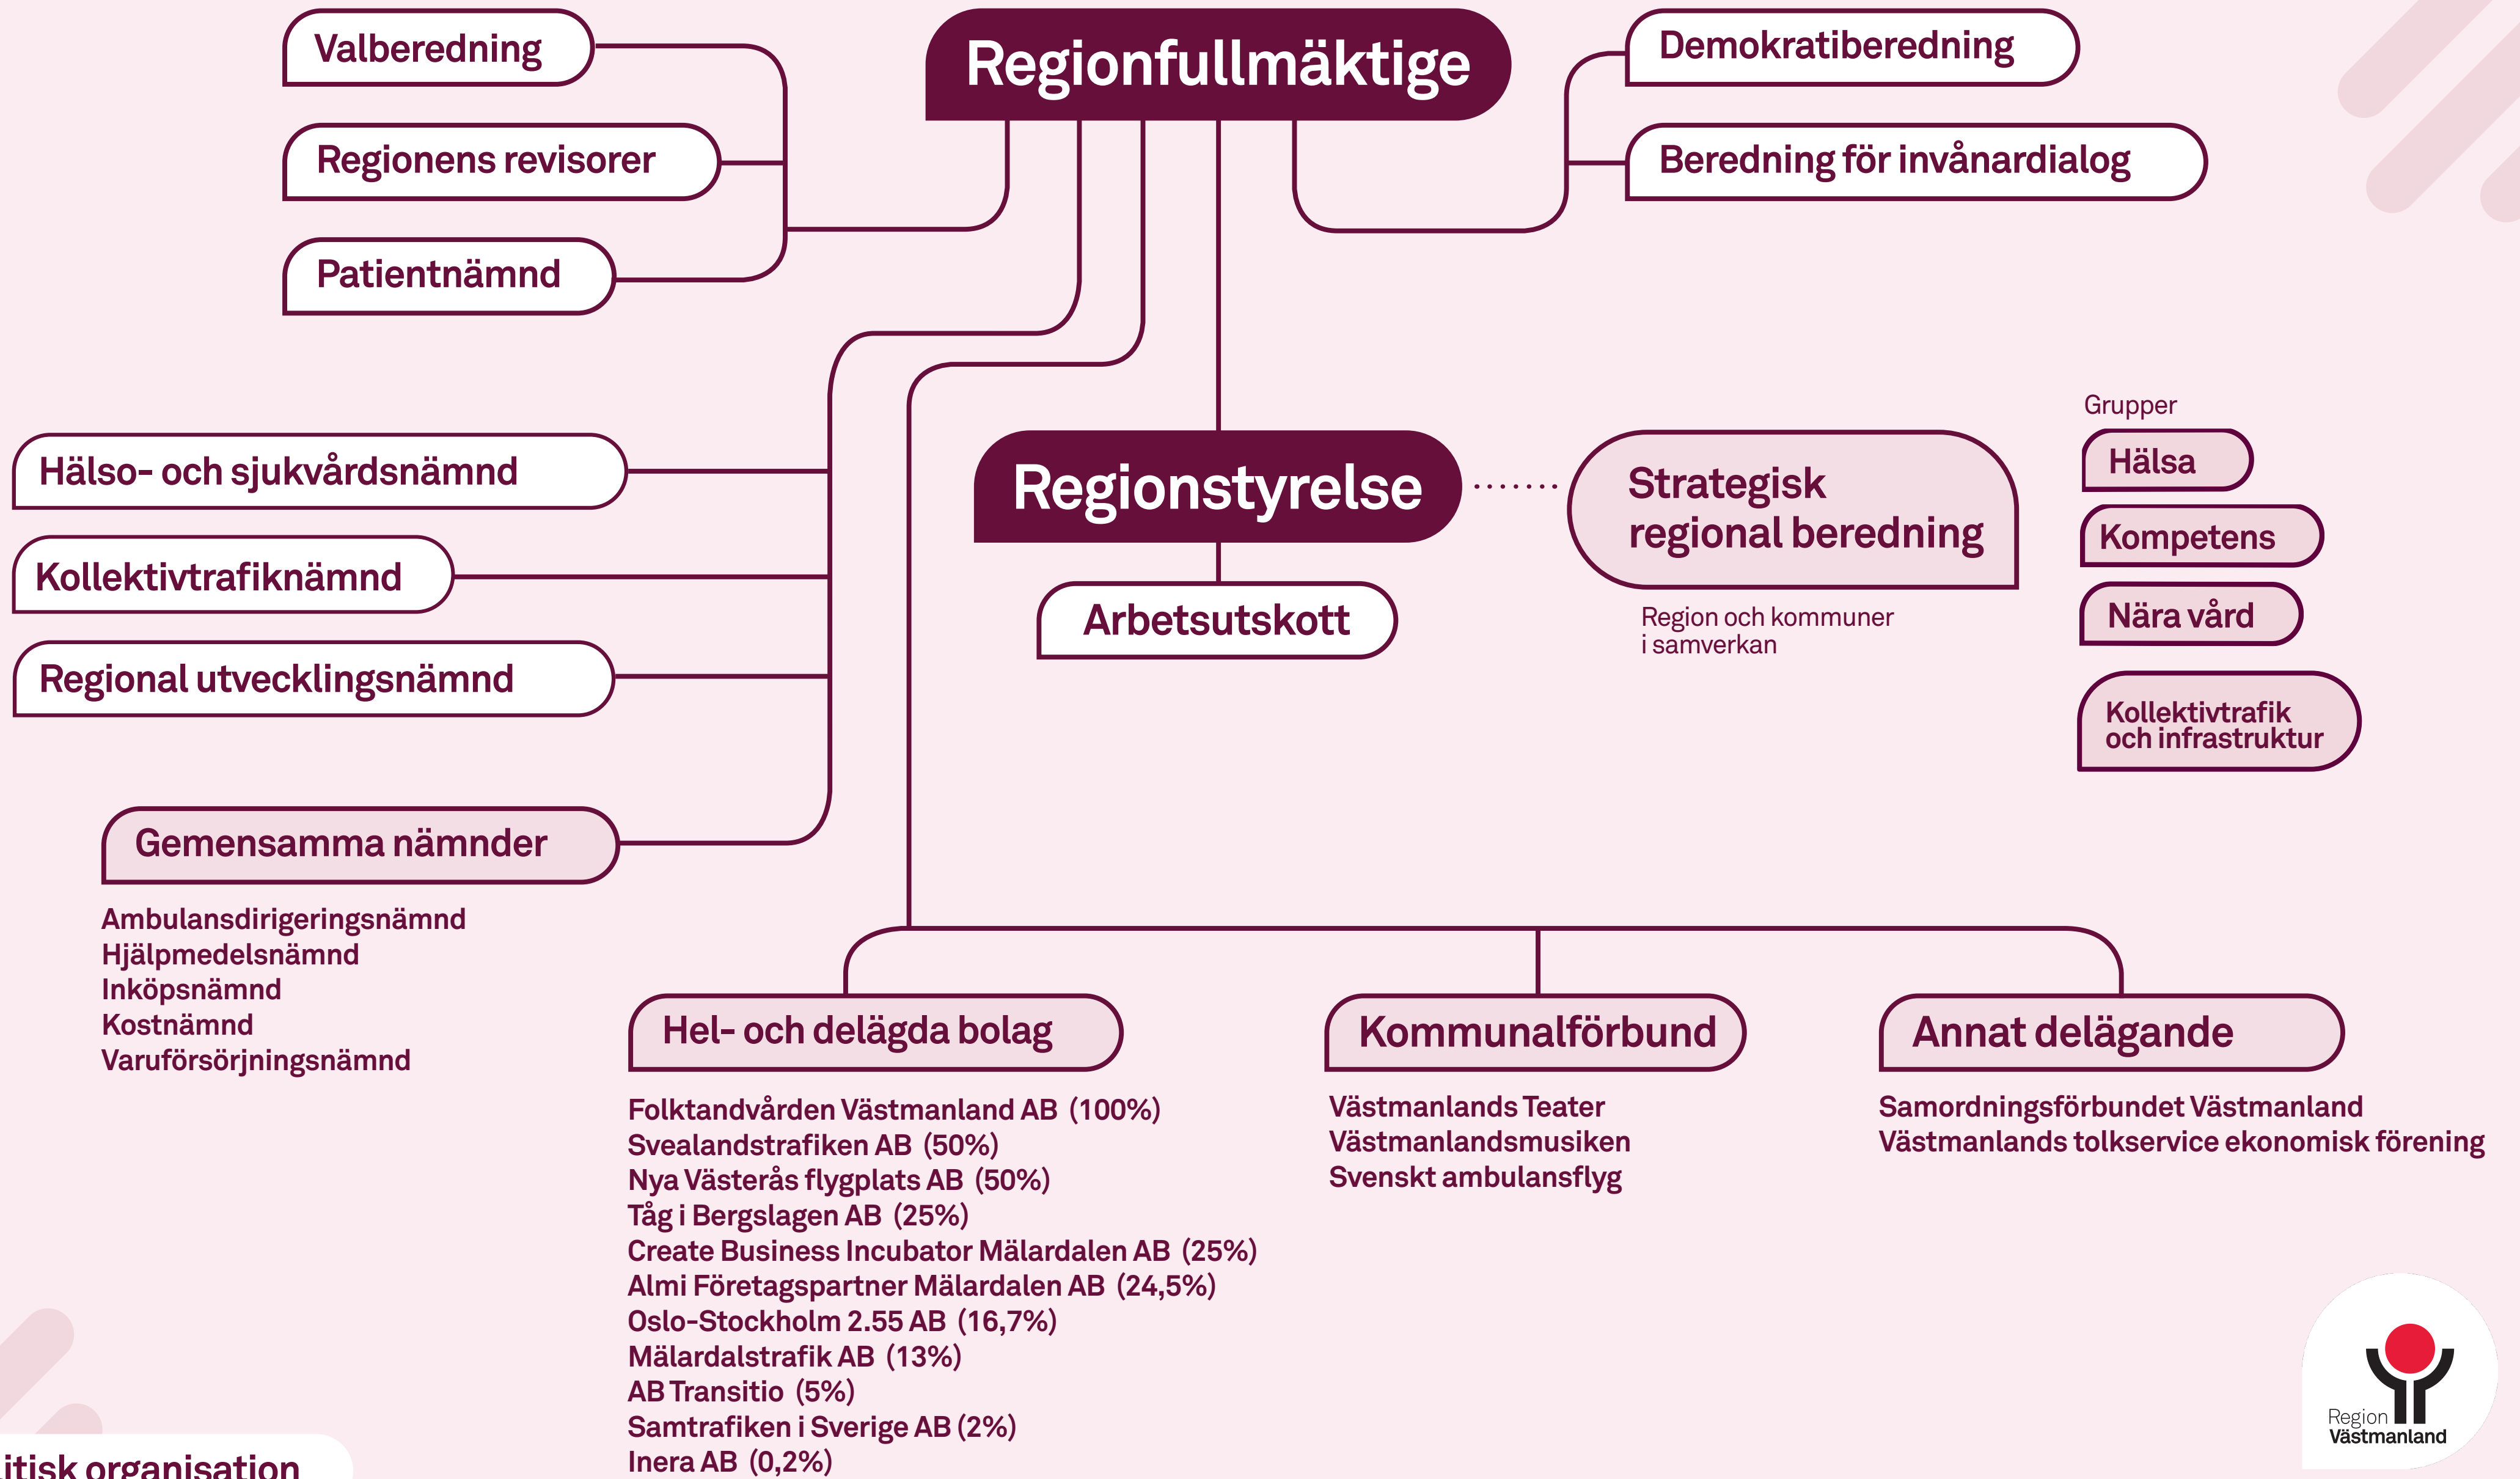 Regionfullmäktige
Valberedning
Regionens revisorer
Patientnämnd
Demokratiberedning
Beredning för invånardialog
Hälso- och sjukvårdsnämnd
Kollektivtrafiknämnd
Regional utvecklingsnämnd
Regionstyrelse
Arbetsutskott
Strategisk
regional beredning
Region och kommuner
i samverkan
Grupper
Hälsa
Kompetens
Nära vård
Kollektivtrafik
och infrastruktur
Gemensamma nämnder
Ambulansdirigeringsnämnd
Hjälpmedelsnämnd
Inköpsnämnd
Kostnämnd
Varuförsörjningsnämnd
Hel- och delägda bolag
Folktandvården Västmanland AB (100%)
Svealandstrafiken AB (50%)
Nya Västerås flygplats AB (50%)
Tåg i Bergslagen AB (25%)
Create Business Incubator Mälardalen AB (25%)
Almi Företagspartner Mälardalen AB (24,5%)
Oslo-Stockholm 2.55 AB (16,7%)
Mälardalstrafik AB (13%)
AB Transitio (5%)
Samtrafiken i Sverige AB (2%)
Inera AB (0,2%)
Kommunalförbund
Västmanlands Teater
Västmanlandsmusiken
Svenskt ambulansflyg
Annat delägande
Samordningsförbundet Västmanland
Västmanlands tolkservice ekonomisk förening
Region
Västmanland
litisk organisation